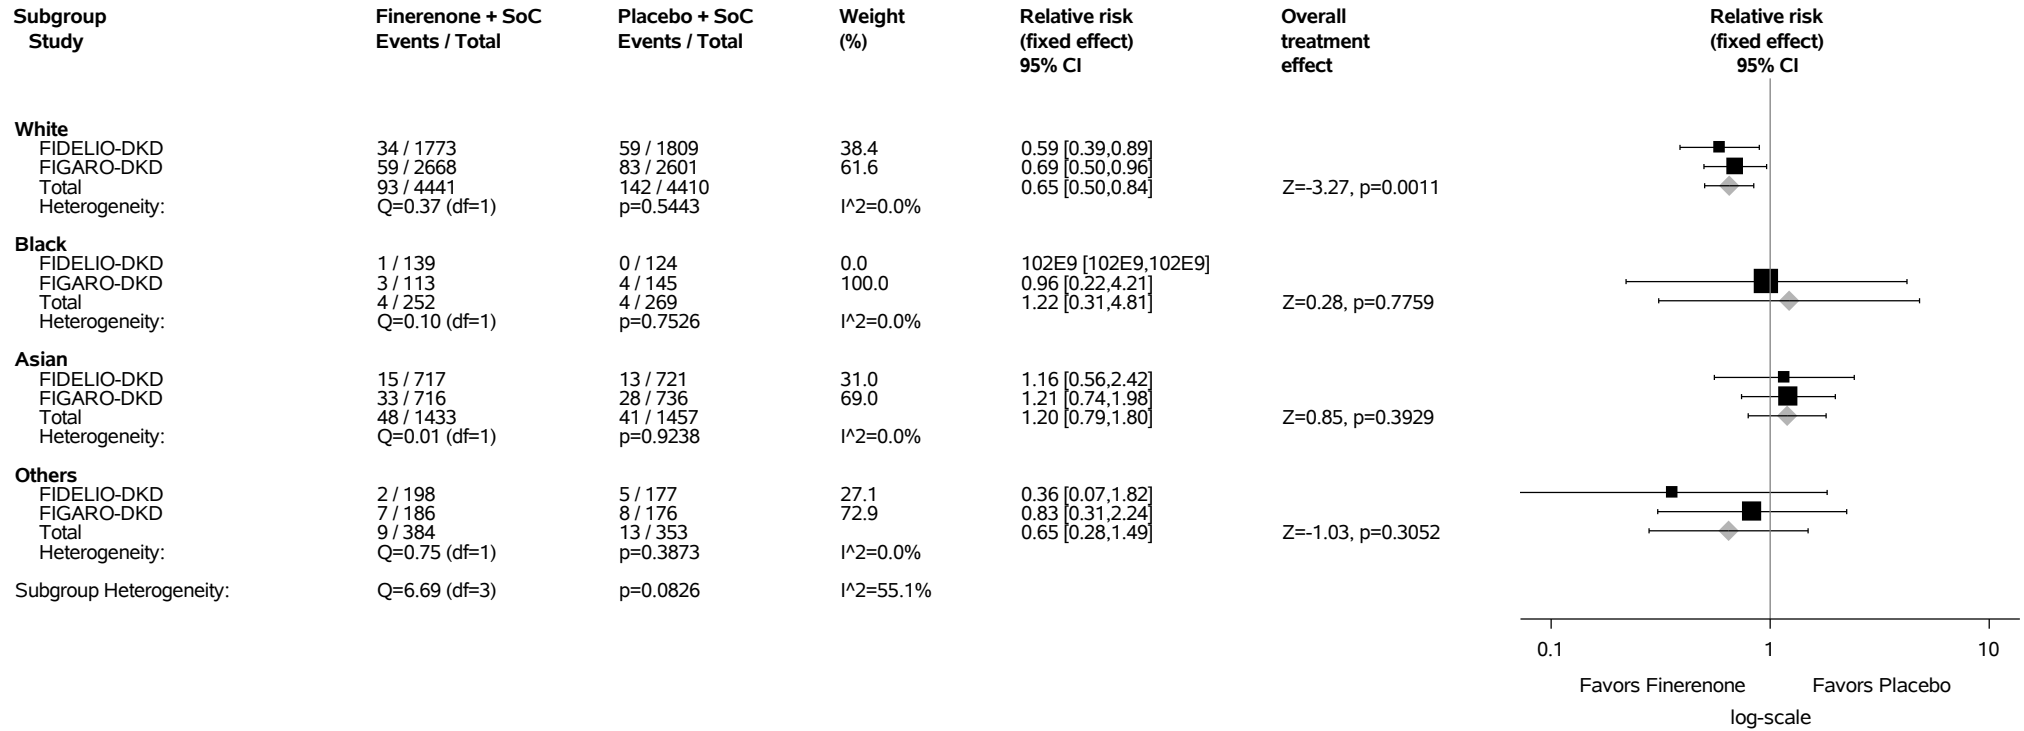 Subgroup Finerenone + SoC Placebo + SoC Weight Relative risk Overall Relative risk
Study Events / Total Events / Total (%) (fixed effect) treatment (fixed effect)
95% CI effect 95% CI
White
FIDELIO-DKD 34 / 1773 59 / 1809 38.4 0.59 [0.39,0.89]
FIGARO-DKD 59 / 2668 83 / 2601 61.6 0.69 [0.50,0.96]
Total 93 / 4441 142 / 4410 0.65 [0.50,0.84] Z=-3.27, p=0.0011
Heterogeneity: Q=0.37 (df=1) p=0.5443 I^2=0.0%
Black
FIDELIO-DKD 1 / 139 0 / 124 0.0 102E9 [102E9,102E9]
FIGARO-DKD 3 / 113 4 / 145 100.0 0.96 [0.22,4.21]
Total 4 / 252 4 / 269 1.22 [0.31,4.81] Z=0.28, p=0.7759
Heterogeneity: Q=0.10 (df=1) p=0.7526 I^2=0.0%
Asian
FIDELIO-DKD 15 / 717 13 / 721 31.0 1.16 [0.56,2.42]
FIGARO-DKD 33 / 716 28 / 736 69.0 1.21 [0.74,1.98]
Total 48 / 1433 41 / 1457 1.20 [0.79,1.80] Z=0.85, p=0.3929
Heterogeneity: Q=0.01 (df=1) p=0.9238 I^2=0.0%
Others
FIDELIO-DKD 2 / 198 5 / 177 27.1 0.36 [0.07,1.82]
FIGARO-DKD 7 / 186 8 / 176 72.9 0.83 [0.31,2.24]
Total 9 / 384 13 / 353 0.65 [0.28,1.49] Z=-1.03, p=0.3052
Heterogeneity: Q=0.75 (df=1) p=0.3873 I^2=0.0%
Subgroup Heterogeneity: Q=6.69 (df=3) p=0.0826 I^2=55.1%
0.1 1 10
Favors Finerenone Favors Placebo
log-scale